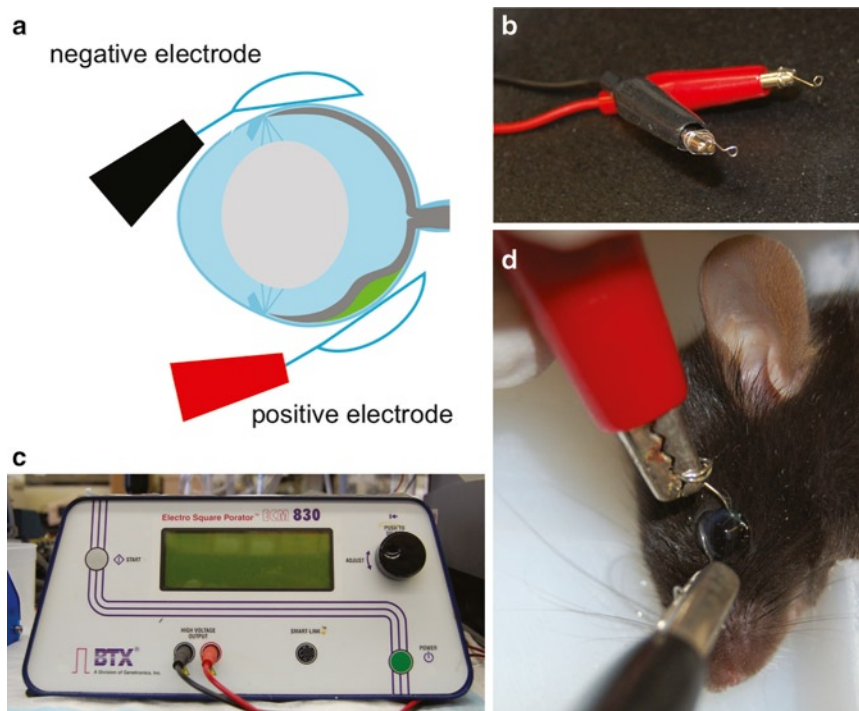 a
negative electrode
positive electrode
b
c
Electro Square Porator™ ECM 830
PUSH TO
ADJUST
START
HIGH VOLTAGE
OUTPUT
SMART-LINK
POWER
BTX®
A Division of Genetronics, Inc.
d